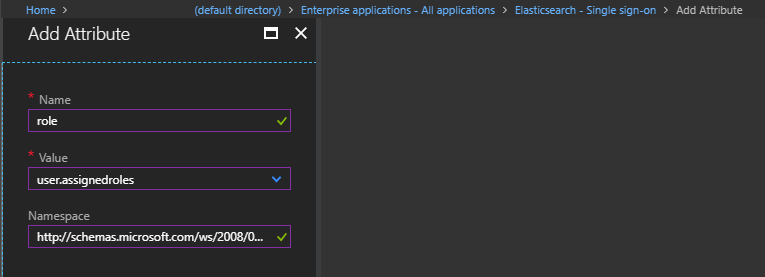 Home > (default directory) > Enterprise applications - All applications > Elasticsearch - Single sign-on > Add Attribute
Add Attribute
* Name
role
* Value
user.assignedroles
Namespace
http://schemas.microsoft.com/ws/2008/0...